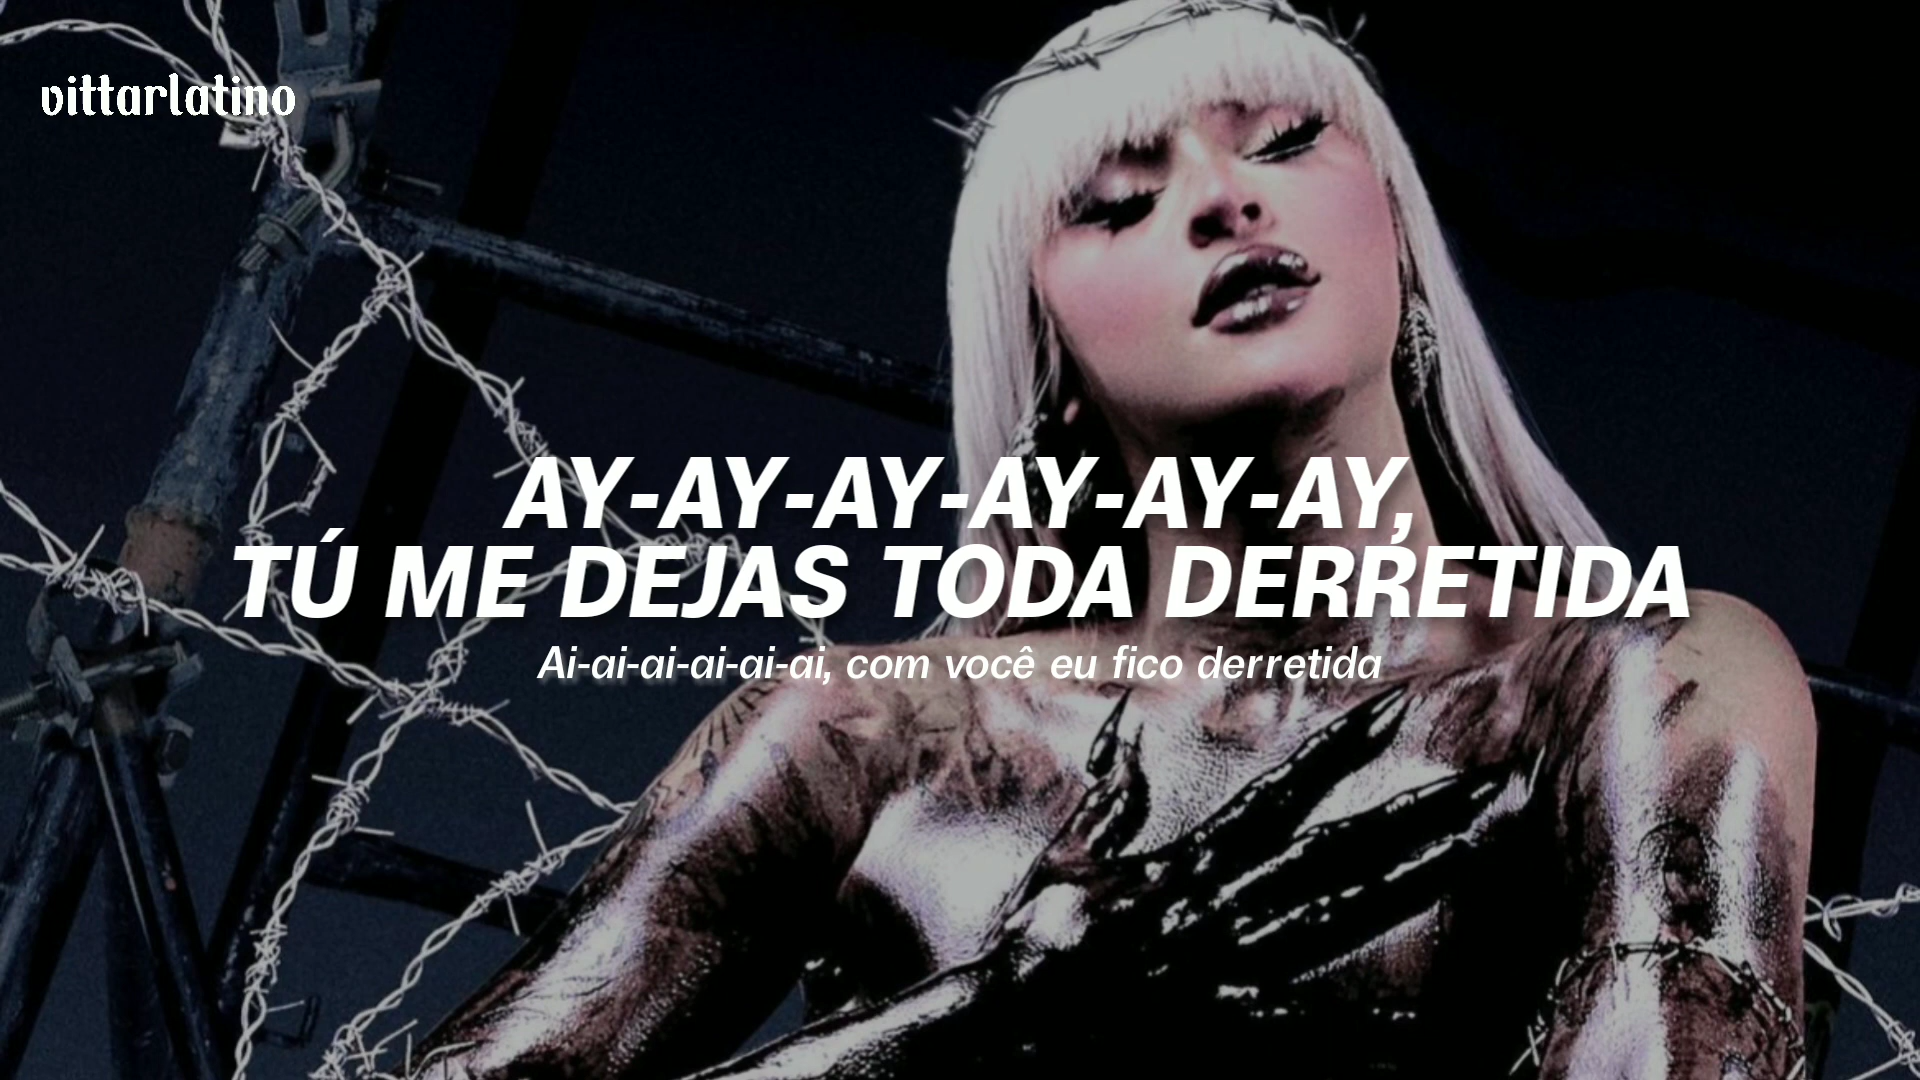 vittarlatino
AY-AY-AY-AY-AY-AY,
TÚ ME DEJAS TODA DERRETIDA
Ai-ai-ai-ai-ai-ai, com você eu fico derretida